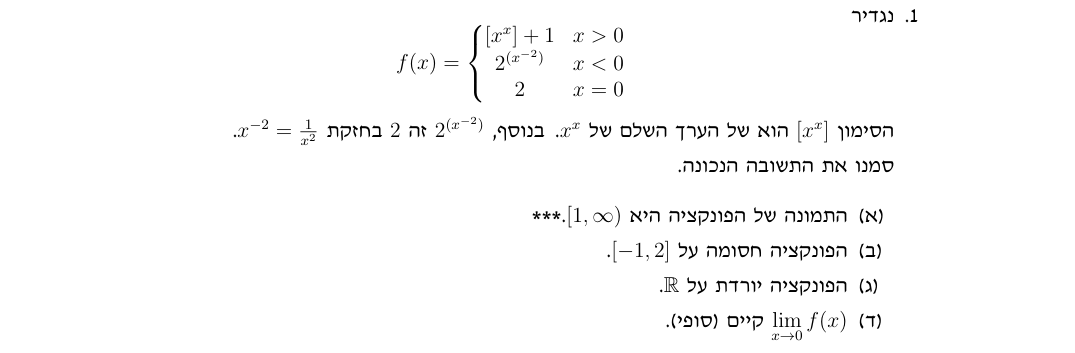 1. נגדיר
f(x) = { [x^x] + 1 x > 0
2^(x^{-2}) x < 0
2 x = 0
הסימון [x^x] הוא של הערך השלם של x^x. בנוסף, 2^(x^{-2}) זה 2 בחזקת x^{-2} = 1/x^2.
סמנו את התשובה הנכונה.
(א) התמונה של הפונקציה היא [1, ∞).***
(ב) הפונקציה חסומה על [−1, 2].
(ג) הפונקציה יורדת על ℝ.
(ד) lim x→0 f(x) קיים (סופי).